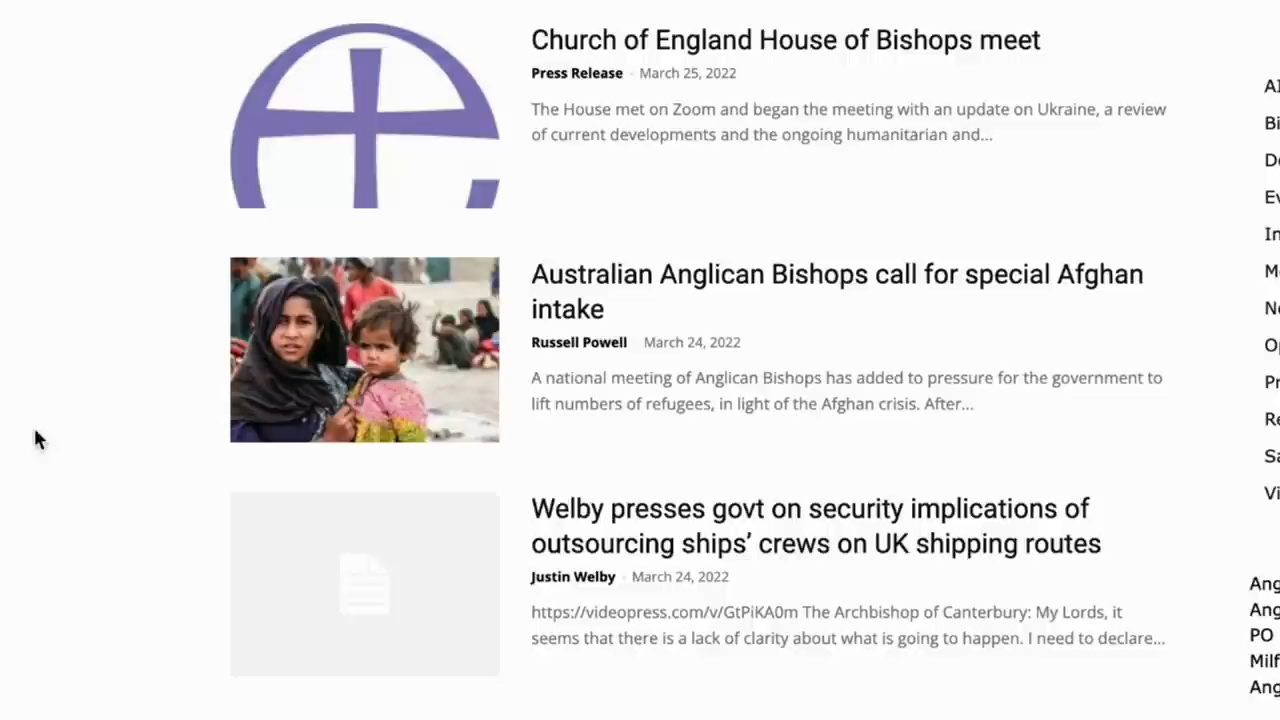 Church of England House of Bishops meet
Press Release - March 25, 2022
The House met on Zoom and began the meeting with an update on Ukraine, a review
of current developments and the ongoing humanitarian and...
Australian Anglican Bishops call for special Afghan
intake
Russell Powell March 24, 2022
A national meeting of Anglican Bishops has added to pressure for the government to
lift numbers of refugees, in light of the Afghan crisis. After...
Welby presses govt on security implications of
outsourcing ships’ crews on UK shipping routes
Justin Welby - March 24, 2022
https://videopress.com/v/GtPiKA0m The Archbishop of Canterbury: My Lords, it
seems that there is a lack of clarity about what is going to happen. I need to declare...
Ang
Ang
PO
Milf
Ang